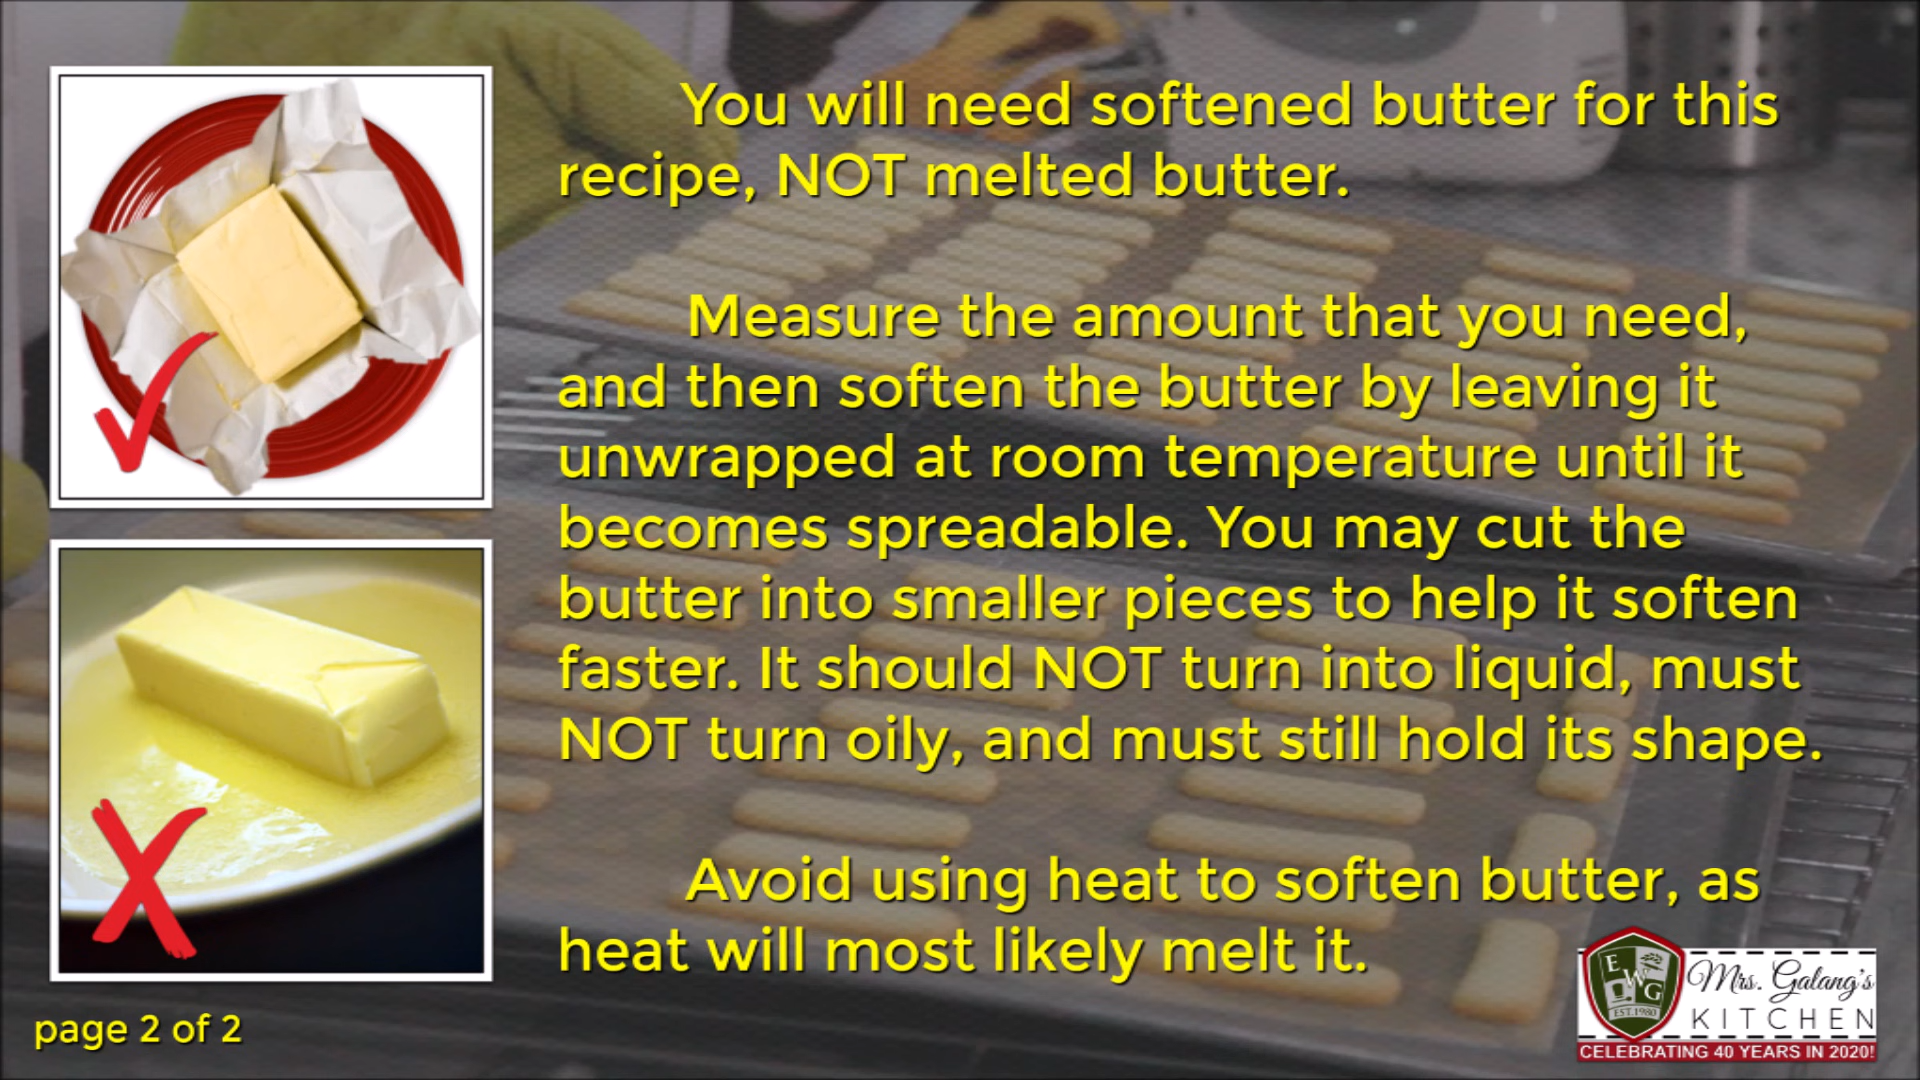 You will need softened butter for this
recipe, NOT melted butter.
Measure the amount that you need,
and then soften the butter by leaving it
unwrapped at room temperature until it
becomes spreadable. You may cut the
butter into smaller pieces to help it soften
faster. It should NOT turn into liquid, must
NOT turn oily, and must still hold its shape.
Avoid using heat to soften butter, as
heat will most likely melt it.
page 2 of 2
E
W
G
EST.1980
Mrs. Galang's
KITCHEN
CELEBRATING 40 YEARS IN 2020!